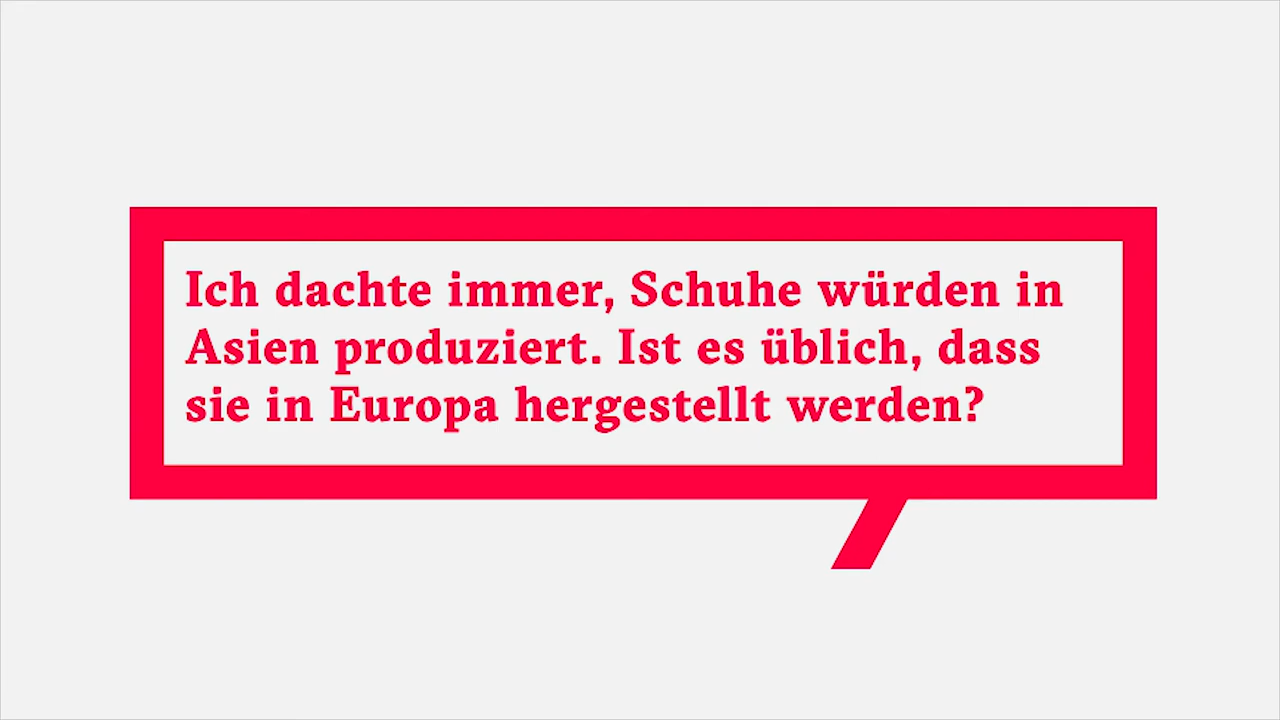 Ich dachte immer, Schuhe würden in
Asien produziert. Ist es üblich, dass
sie in Europa hergestellt werden?